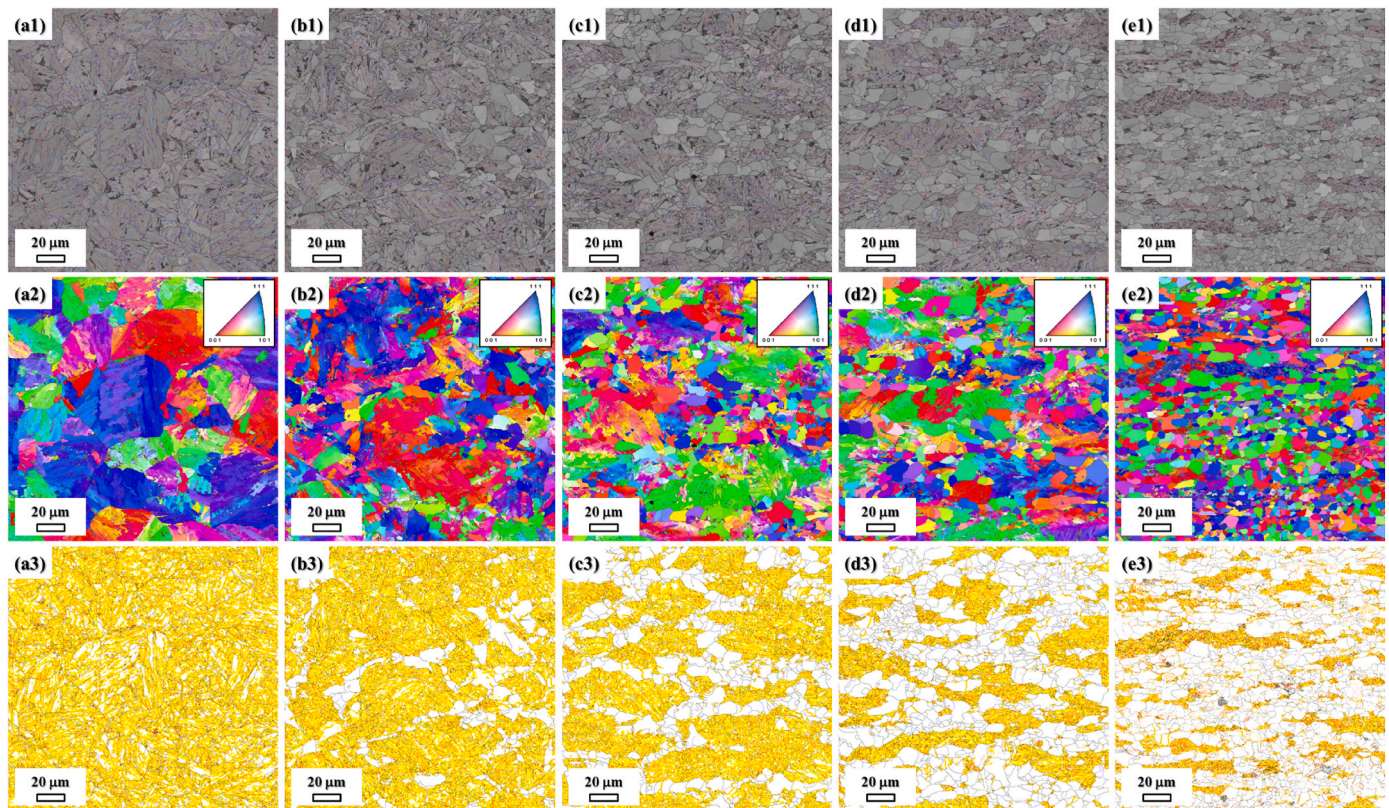 (a1) (b1) (c1) (d1) (e1)
20 μm 20 μm 20 μm 20 μm 20 μm
(a2) (b2) (c2) (d2) (e2)
111 111 111 111 111
001 101 001 101 001 101 001 101 001 101
20 μm 20 μm 20 μm 20 μm 20 μm
(a3) (b3) (c3) (d3) (e3)
20 μm 20 μm 20 μm 20 μm 20 μm